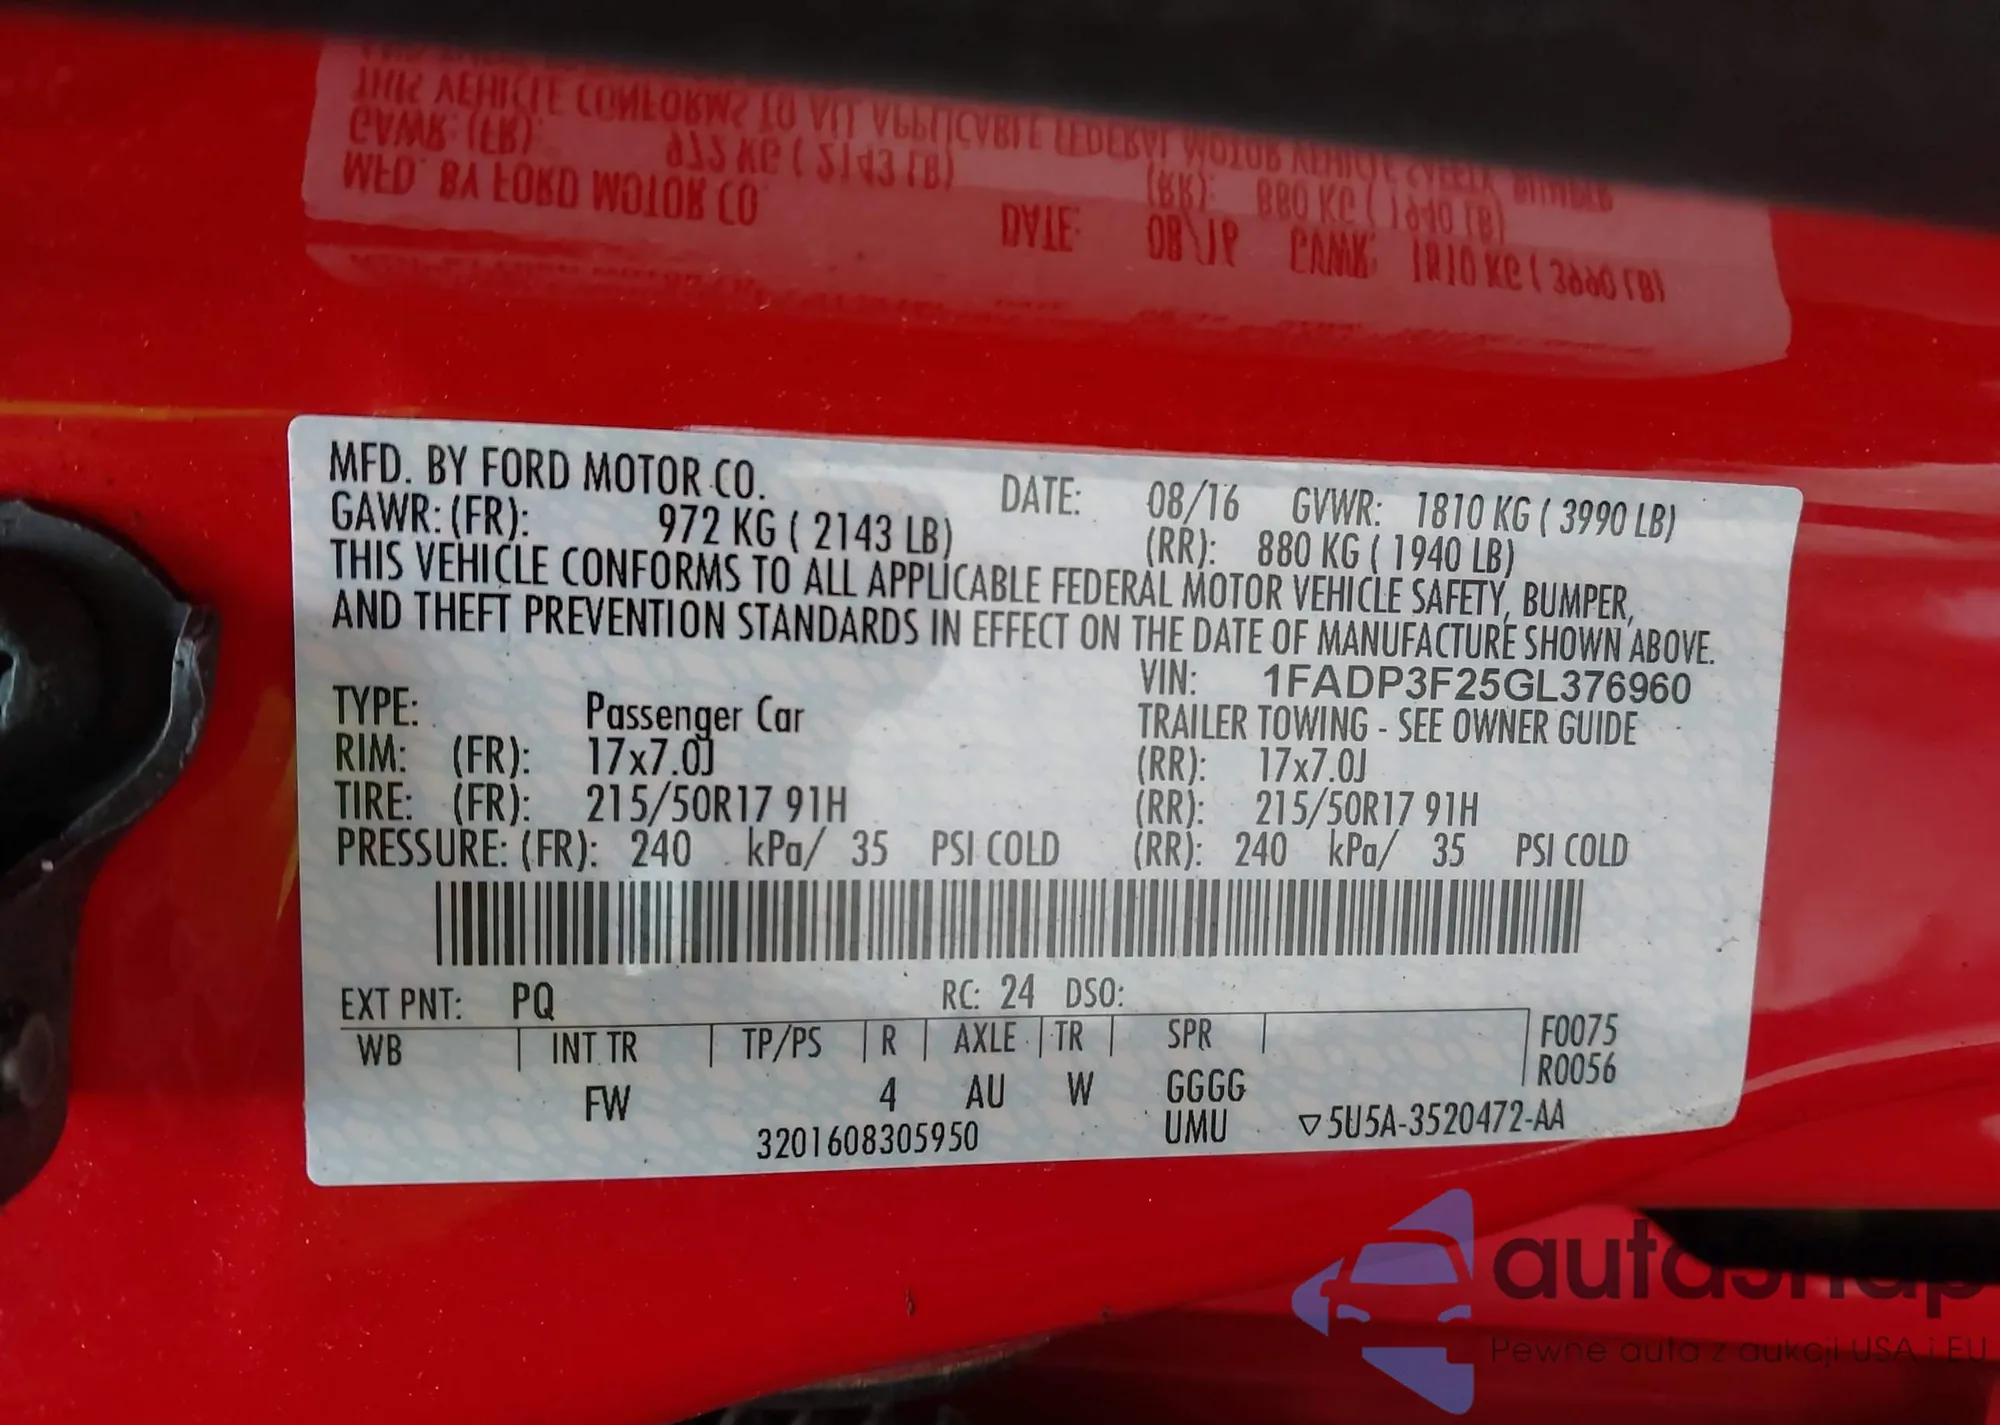 MFD. BY FORD MOTOR CO. DATE: 08/16 GVWR: 1810 KG ( 3990 LB)
GAWR: (FR): 972 KG ( 2143 LB) (RR): 880 KG ( 1940 LB)
THIS VEHICLE CONFORMS TO ALL APPLICABLE FEDERAL MOTOR VEHICLE SAFETY, BUMPER,
AND THEFT PREVENTION STANDARDS IN EFFECT ON THE DATE OF MANUFACTURE SHOWN ABOVE.
VIN: 1FADP3F25GL376960
TYPE: Passenger Car TRAILER TOWING - SEE OWNER GUIDE
RIM: (FR): 17x7.0J (RR): 17x7.0J
TIRE: (FR): 215/50R17 91H (RR): 215/50R17 91H
PRESSURE: (FR): 240 kPa/ 35 PSI COLD (RR): 240 kPa/ 35 PSI COLD
EXT PNT: PQ RC: 24 DSO:
WB INT TR TP/PS R AXLE TR SPR F0075
R0056
FW 4 AU W GGGG
3201608305950 UMU ▽5U5A-3520472-AA
autosnap
Pewne auta z aukcji USA i EU